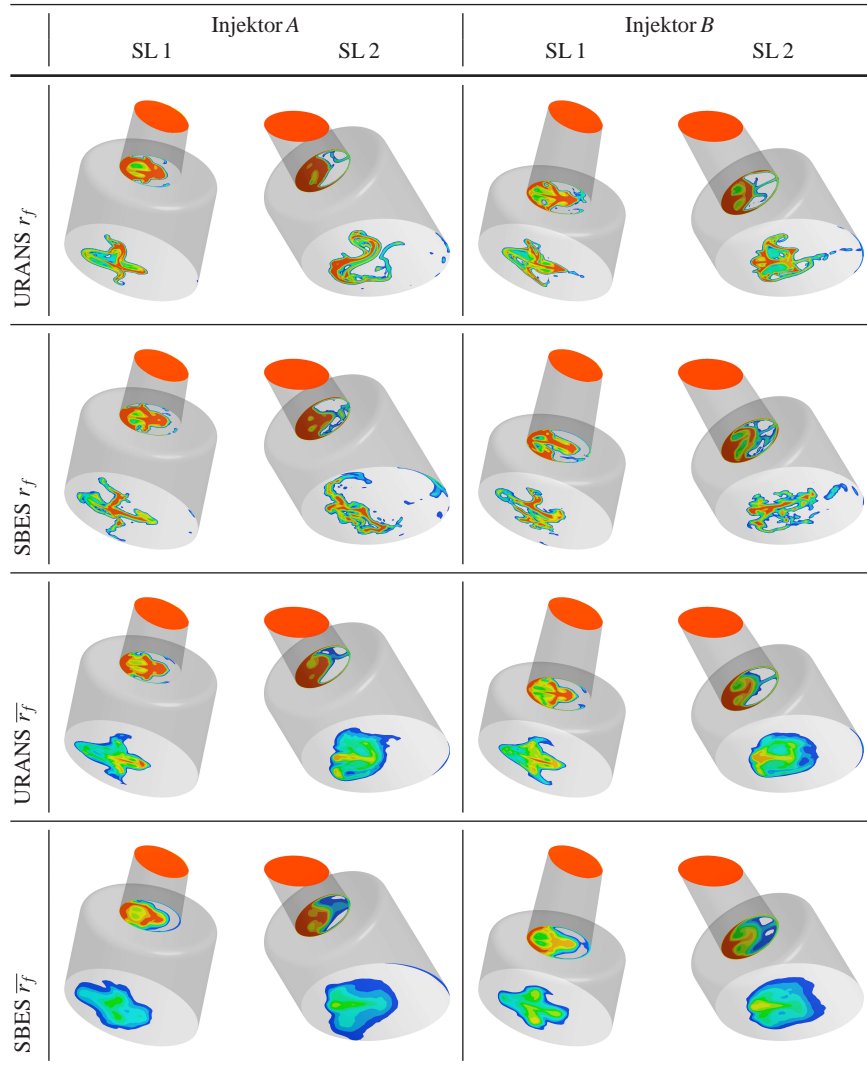 Injektor A Injektor B
SL 1 SL 2 SL 1 SL 2
URANS r_f
SBES r_f
URANS \overline{r_f}
SBES \overline{r_f}